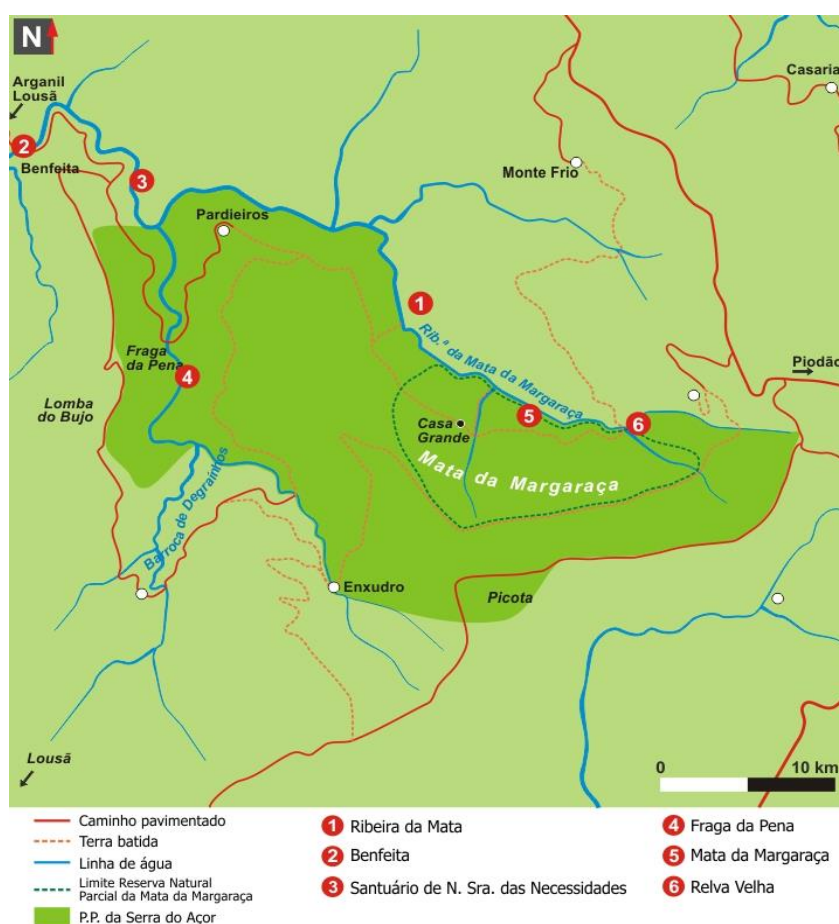 N
Arganil
Lousã
Casaria
2
Benfeita
Monte Frio
3
Pardieiros
1
Rib.ª da Mata da Margaraça
Fraga
da Pena
4
Piodão
Lomba
do Bujo
Casa
Grande
5
6
Mata da Margaraça
Barroca de Degrainhos
Enxudro
Picota
Lousã
0 10 km
Caminho pavimentado
Terra batida
Linha de água
Limite Reserva Natural
Parcial da Mata da Margaraça
P.P. da Serra do Açor
1 Ribeira da Mata
2 Benfeita
3 Santuário de N. Sra. das Necessidades
4 Fraga da Pena
5 Mata da Margaraça
6 Relva Velha